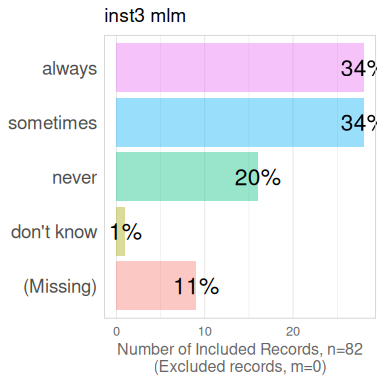 inst3 mlm
always 34%
sometimes 34%
never 20%
don't know 1%
(Missing) 11%
0 10 20
Number of Included Records, n=82
(Excluded records, m=0)